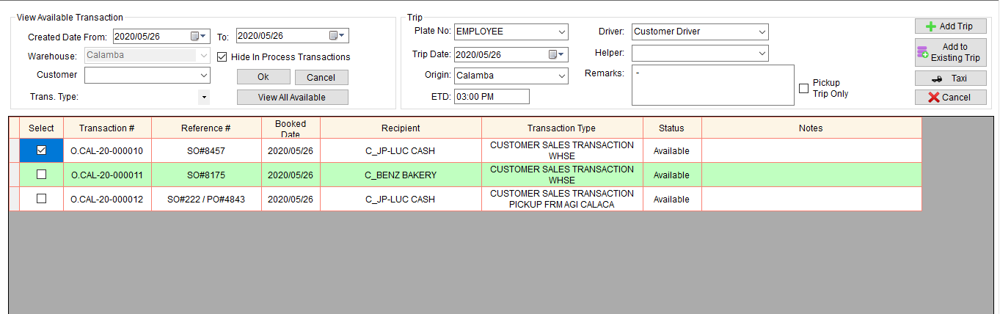 View Available Transaction
Created Date From: 2020/05/26 To: 2020/05/26
Warehouse: Calamba Hide In Process Transactions
Customer Ok Cancel
Trans. Type: View All Available
Trip
Plate No: EMPLOYEE Driver: Customer Driver
Trip Date: 2020/05/26 Helper:
Origin: Calamba Remarks: -
ETD: 03:00 PM
Pickup
Trip Only
Add Trip
Add to
Existing Trip
Taxi
Cancel
Select Transaction # Reference # Booked Date Recipient Transaction Type Status Notes
O.CAL-20-000010 SO#8457 2020/05/26 C_JP-LUC CASH CUSTOMER SALES TRANSACTION WHSE Available
O.CAL-20-000011 SO#8175 2020/05/26 C_BENZ BAKERY CUSTOMER SALES TRANSACTION WHSE Available
O.CAL-20-000012 SO#222 / PO#4843 2020/05/26 C_JP-LUC CASH CUSTOMER SALES TRANSACTION PICKUP FRM AGI CALACA Available